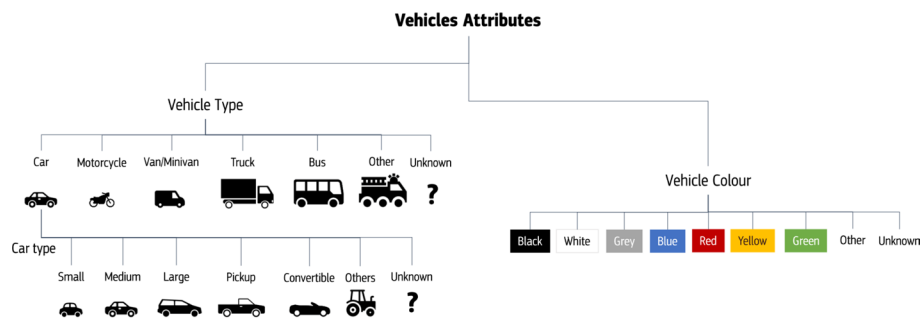 Vehicles Attributes
Vehicle Type
Car Motorcycle Van/Minivan Truck Bus Other Unknown
?
Car type
Small Medium Large Pickup Convertible Others Unknown
?
Vehicle Colour
Black White Grey Blue Red Yellow Green Other Unknown